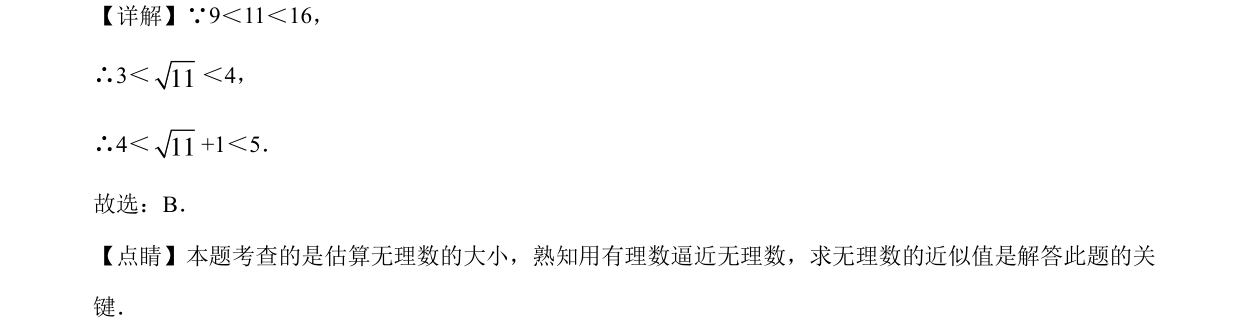 【详解】∵9＜11＜16，
∴3＜√11＜4，
∴4＜√11+1＜5．
故选：B．
【点睛】本题考查的是估算无理数的大小，熟知用有理数逼近无理数，求无理数的近似值是解答此题的关
键．